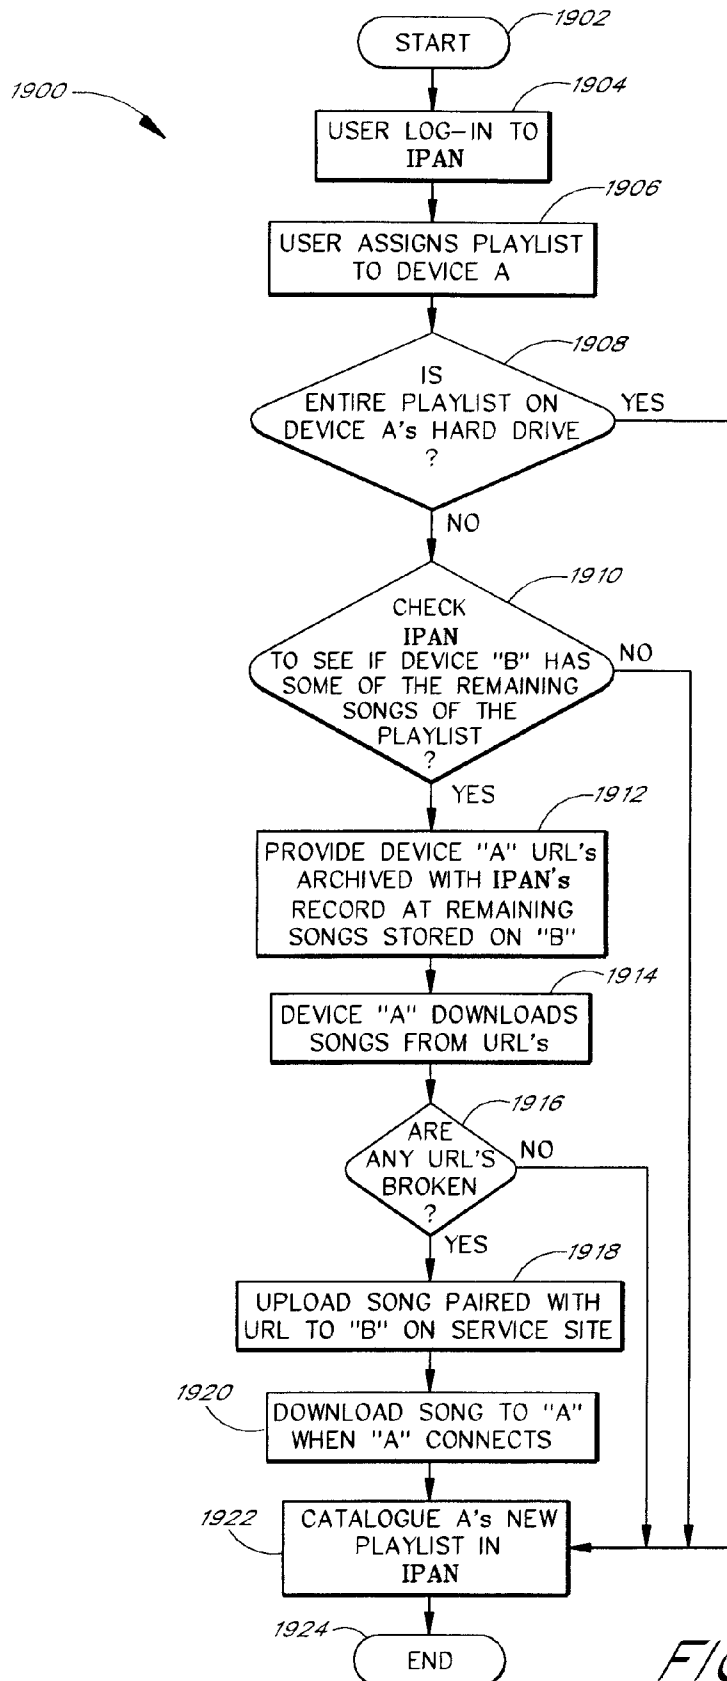 1902
START
1900
1904
USER LOG-IN TO
IPAN
1906
USER ASSIGNS PLAYLIST
TO DEVICE A
1908
IS
ENTIRE PLAYLIST ON
DEVICE A's HARD DRIVE
?
YES
NO
1910
CHECK
IPAN
TO SEE IF DEVICE "B" HAS
SOME OF THE REMAINING
SONGS OF THE
PLAYLIST
?
NO
YES
1912
PROVIDE DEVICE "A" URL's
ARCHIVED WITH IPAN's
RECORD AT REMAINING
SONGS STORED ON "B"
1914
DEVICE "A" DOWNLOADS
SONGS FROM URL's
1916
ARE
ANY URL'S
BROKEN
?
NO
YES
1918
UPLOAD SONG PAIRED WITH
URL TO "B" ON SERVICE SITE
1920
DOWNLOAD SONG TO "A"
WHEN "A" CONNECTS
1922
CATALOGUE A's NEW
PLAYLIST IN
IPAN
1924
END